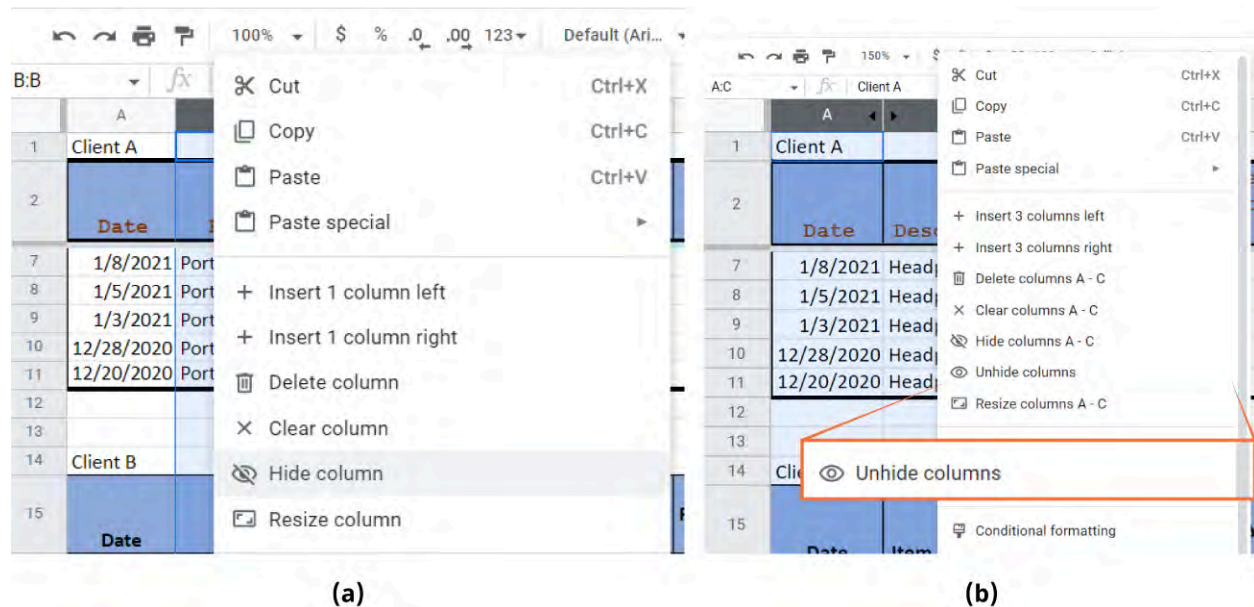 100% $ % .0 .00 123 Default (Ari...
B:B fx
A
1 Client A
2 Date
7 1/8/2021 Port
8 1/5/2021 Port
9 1/3/2021 Port
10 12/28/2020 Port
11 12/20/2020 Port
12
13
14 Client B
15 Date
Cut Ctrl+X
Copy Ctrl+C
Paste Ctrl+V
Paste special
Insert 1 column left
Insert 1 column right
Delete column
Clear column
Hide column
Resize column
(a)
150%
A:C fx Client A
A
1 Client A
2 Date Desc
7 1/8/2021 Head
8 1/5/2021 Head
9 1/3/2021 Head
10 12/28/2020 Head
11 12/20/2020 Head
12
13
14 Clie
15 Date Item
Cut Ctrl+X
Copy Ctrl+C
Paste Ctrl+V
Paste special
Insert 3 columns left
Insert 3 columns right
Delete columns A - C
Clear columns A - C
Hide columns A - C
Unhide columns
Resize columns A - C
Unhide columns
Conditional formatting
(b)